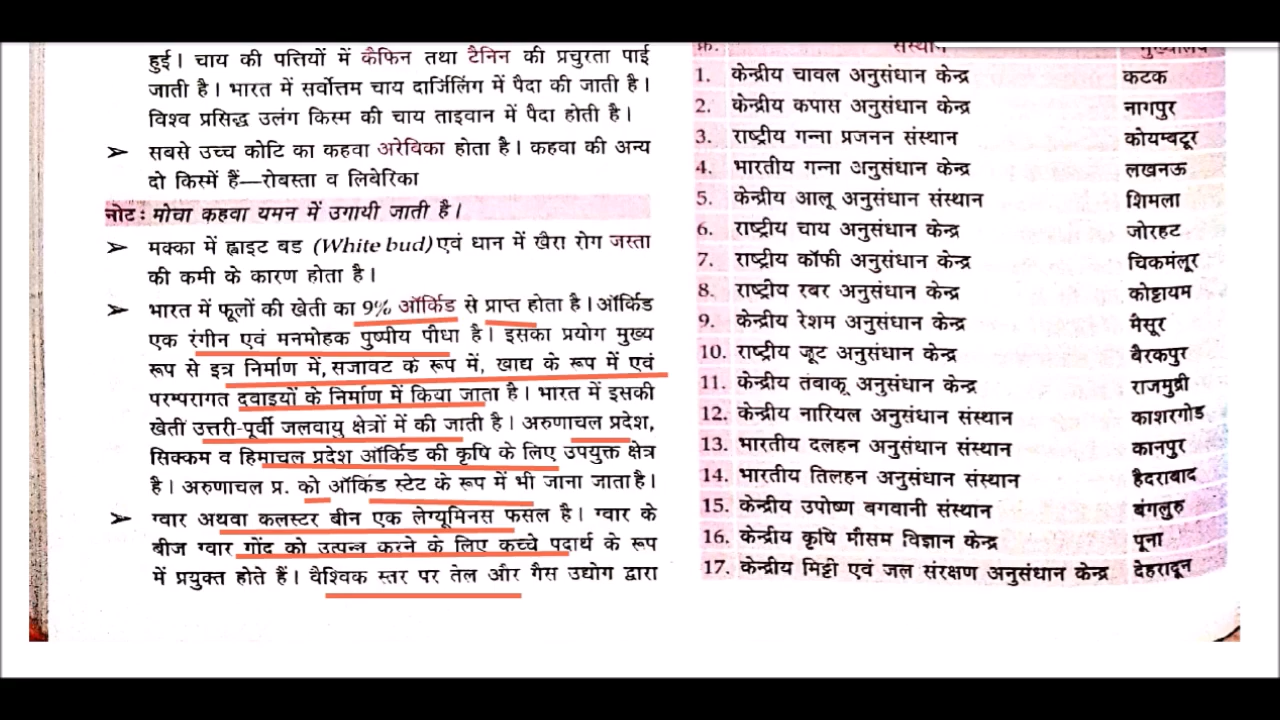 हुई। चाय की पत्तियों में कैफिन तथा टैनिन की प्रचुरता पाई
जाती है। भारत में सर्वोत्तम चाय दार्जिलिंग में पैदा की जाती है।
विश्व प्रसिद्ध उलंग किस्म की चाय ताइवान में पैदा होती है।
➢ सबसे उच्च कोटि का कहवा अरेबिका होता है। कहवा की अन्य
दो किस्में हैं—रोबस्ता व लिबेरिका
नोट: मोचा कहवा यमन में उगायी जाती है।
➢ मक्का में ह्वाइट बड (White bud) एवं धान में खैरा रोग जस्ता
की कमी के कारण होता है।
➢ भारत में फूलों की खेती का 9% ऑर्किड से प्राप्त होता है। ऑर्किड
एक रंगीन एवं मनमोहक पुष्पीय पौधा है। इसका प्रयोग मुख्य
रूप से इत्र निर्माण में, सजावट के रूप में, खाद्य के रूप में एवं
परम्परागत दवाइयों के निर्माण में किया जाता है। भारत में इसकी
खेती उत्तरी-पूर्वी जलवायु क्षेत्रों में की जाती है। अरुणाचल प्रदेश,
सिक्कम व हिमाचल प्रदेश ऑर्किड की कृषि के लिए उपयुक्त क्षेत्र
है। अरुणाचल प्र. को ऑर्किड स्टेट के रूप में भी जाना जाता है।
➢ ग्वार अथवा कलस्टर बीन एक लेग्यूमिनस फसल है। ग्वार के
बीज ग्वार गोंद को उत्पन्न करने के लिए कच्चे पदार्थ के रूप
में प्रयुक्त होते हैं। वैश्विक स्तर पर तेल और गैस उद्योग द्वारा
क्र. संस्थान मुख्यालय
1. केन्द्रीय चावल अनुसंधान केन्द्र कटक
2. केन्द्रीय कपास अनुसंधान केन्द्र नागपुर
3. राष्ट्रीय गन्ना प्रजनन संस्थान कोयम्बटूर
4. भारतीय गन्ना अनुसंधान केन्द्र लखनऊ
5. केन्द्रीय आलू अनुसंधान संस्थान शिमला
6. राष्ट्रीय चाय अनुसंधान केन्द्र जोरहट
7. राष्ट्रीय कॉफी अनुसंधान केन्द्र चिकमंलूर
8. राष्ट्रीय रबर अनुसंधान केन्द्र कोट्टायम
9. केन्द्रीय रेशम अनुसंधान केन्द्र मैसूर
10. राष्ट्रीय जूट अनुसंधान केन्द्र बैरकपुर
11. केन्द्रीय तंबाकू अनुसंधान केन्द्र राजमुद्री
12. केन्द्रीय नारियल अनुसंधान संस्थान काशरगोड
13. भारतीय दलहन अनुसंधान संस्थान कानपुर
14. भारतीय तिलहन अनुसंधान संस्थान हैदराबाद
15. केन्द्रीय उपोष्ण बागवानी संस्थान बंगलुरु
16. केन्द्रीय कृषि मौसम विज्ञान केन्द्र पूना
17. केन्द्रीय मिट्टी एवं जल संरक्षण अनुसंधान केन्द्र देहरादून